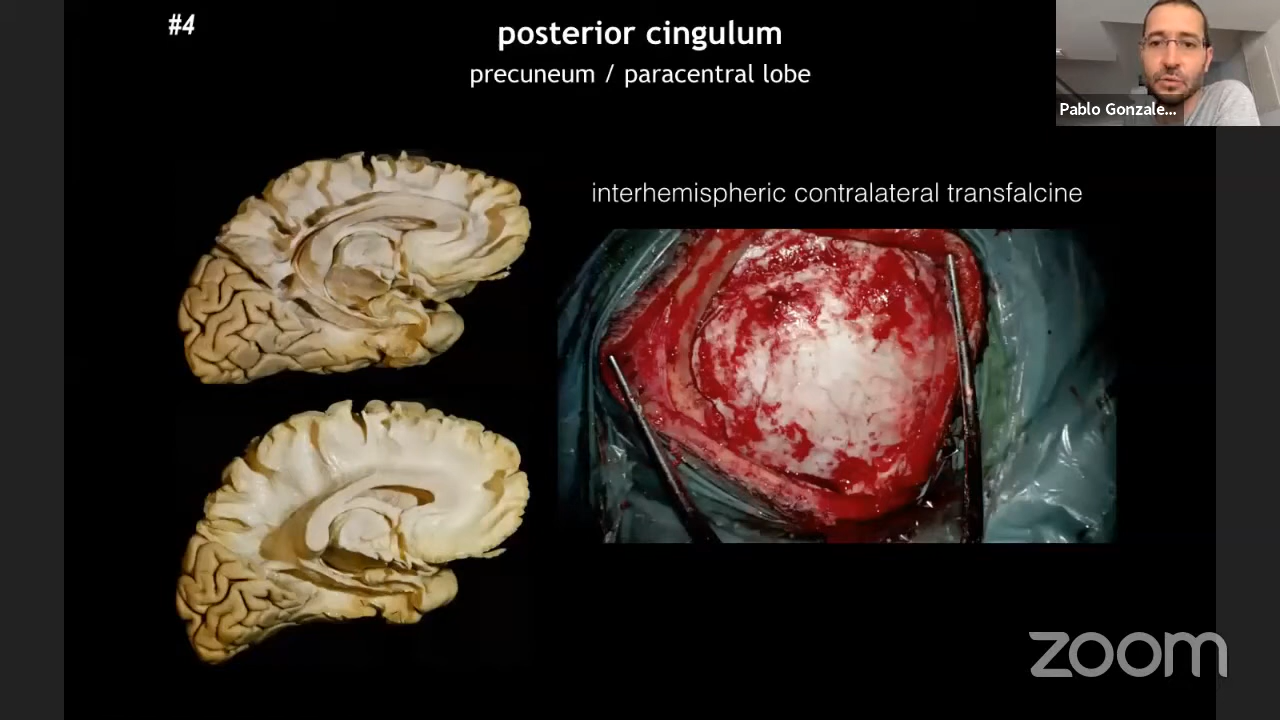 #4
posterior cingulum
precuneum / paracentral lobe
Pablo Gonzale...
interhemispheric contralateral transfalcine
zoom